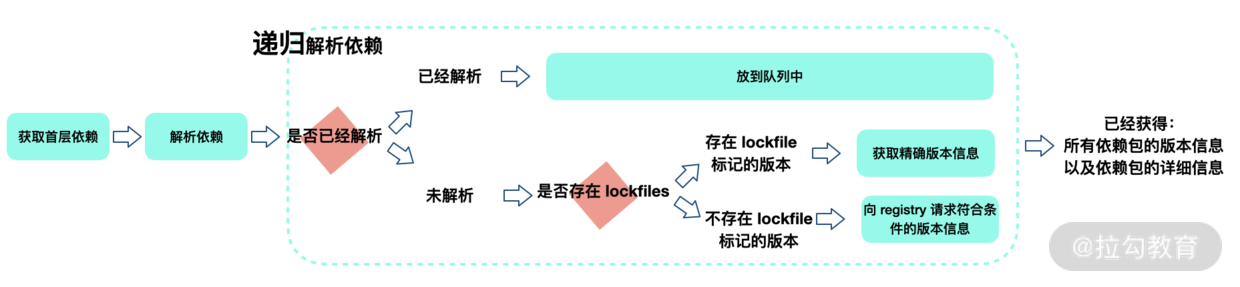 递归解析依赖
获取首层依赖
解析依赖
是否已经解析
已经解析
放到队列中
未解析
是否存在 lockfiles
存在 lockfile
标记的版本
获取精确版本信息
不存在 lockfile
标记的版本
向 registry 请求符合条
件的版本信息
已经获得：
所有依赖包的版本信息
以及依赖包的详细信息
@拉勾教育